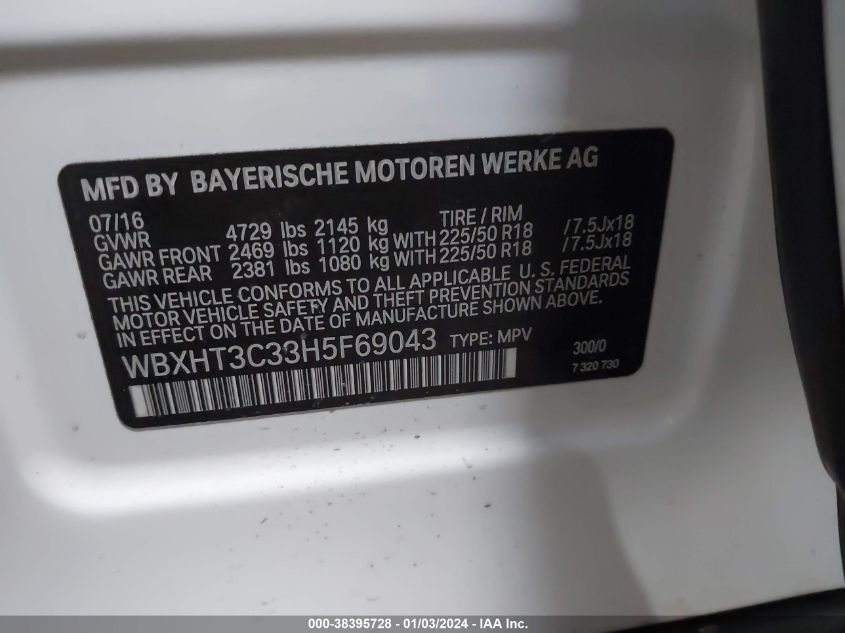 MFD BY BAYERISCHE MOTOREN WERKE AG
07/16 TIRE / RIM
GVWR 4729 lbs 2145 kg
GAWR FRONT 2469 lbs 1120 kg WITH 225/50 R18 /7.5Jx18
GAWR REAR 2381 lbs 1080 kg WITH 225/50 R18 /7.5Jx18
THIS VEHICLE CONFORMS TO ALL APPLICABLE U. S. FEDERAL
MOTOR VEHICLE SAFETY AND THEFT PREVENTION STANDARDS
IN EFFECT ON THE DATE OF MANUFACTURE SHOWN ABOVE.
WBXHT3C33H5F69043 TYPE: MPV 300/0
7 320 730
000-38395728 - 01/03/2024 - IAAI Inc.